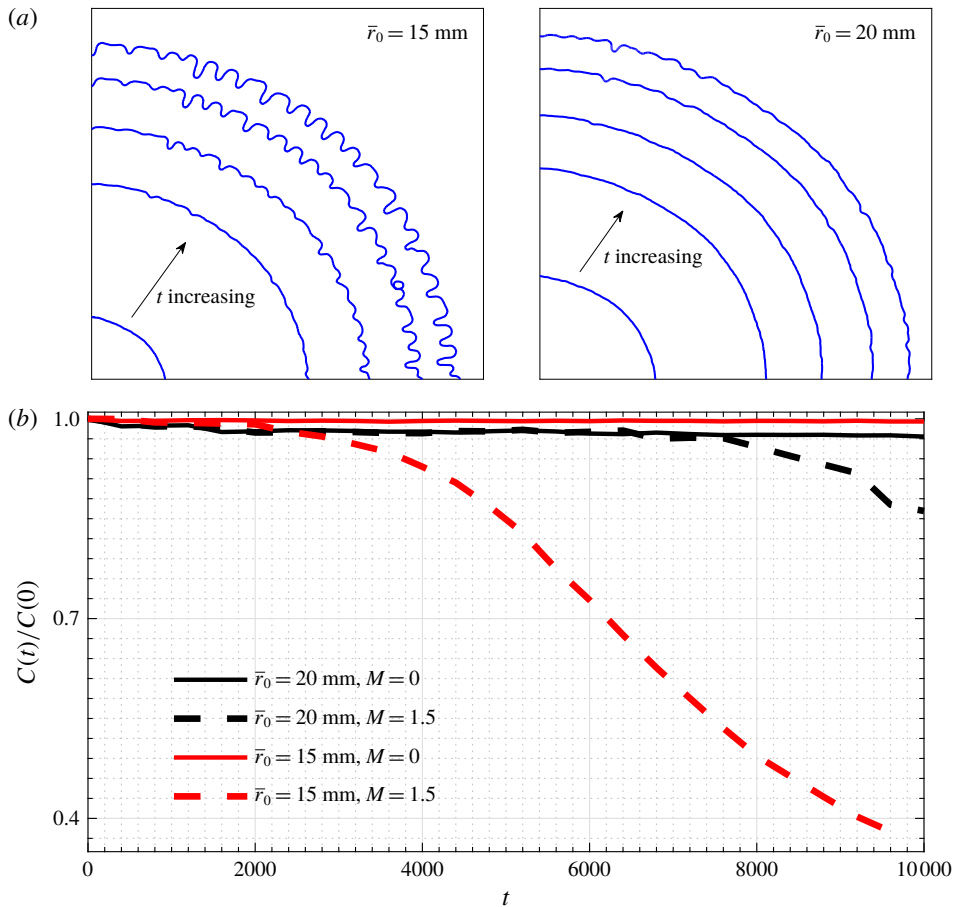 (a)
r̄₀ = 15 mm
r̄₀ = 20 mm
t increasing
t increasing
(b)
1.0
0.7
0.4
C(t)/C(0)
r̄₀ = 20 mm, M = 0
r̄₀ = 20 mm, M = 1.5
r̄₀ = 15 mm, M = 0
r̄₀ = 15 mm, M = 1.5
0 2000 4000 6000 8000 10000
t